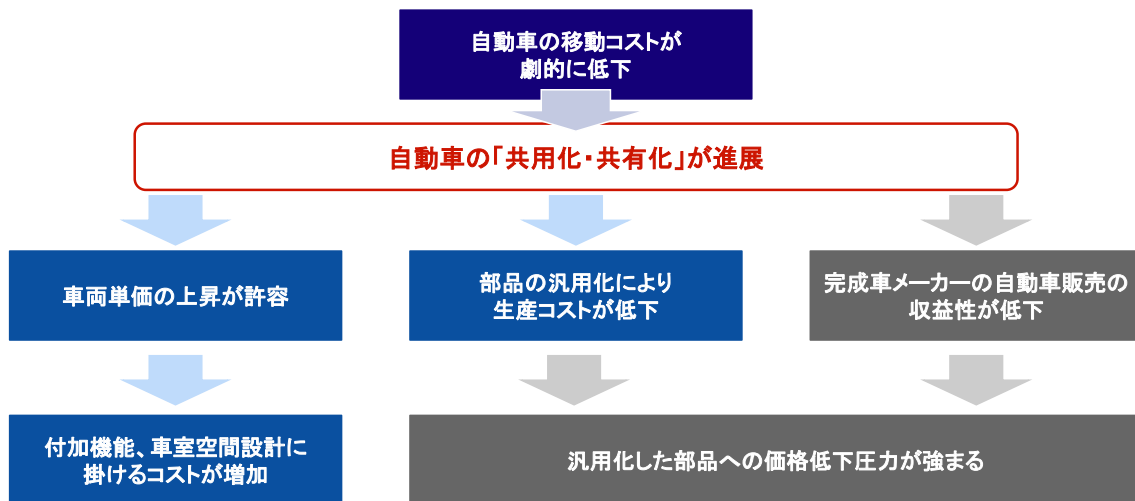 自動車の移動コストが
劇的に低下
自動車の「共用化・共有化」が進展
車両単価の上昇が許容
部品の汎用化により
生産コストが低下
完成車メーカーの自動車販売の
収益性が低下
付加機能、車室空間設計に
掛けるコストが増加
汎用化した部品への価格低下圧力が強まる